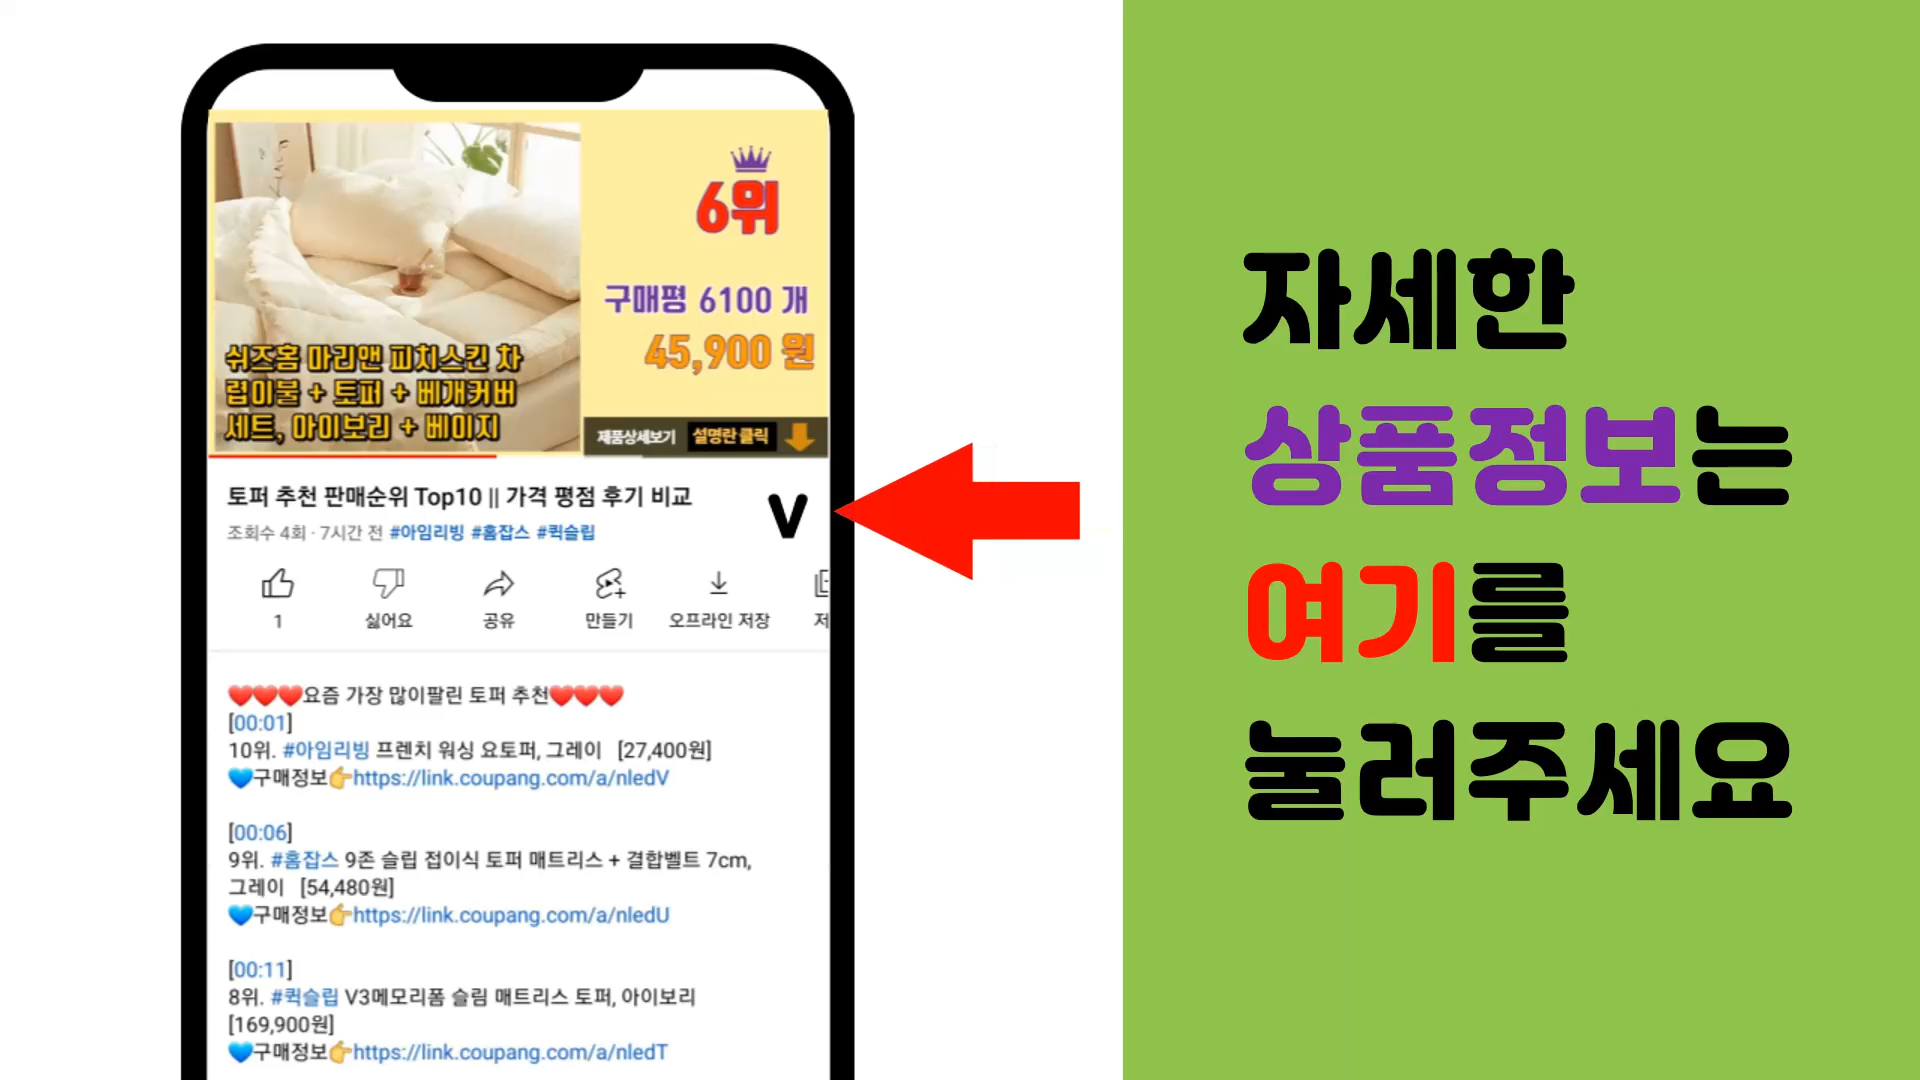 6위
구매평 6100 개
45,900 원
쉬즈홈 마리앤 피치스킨 차
렵이불 + 토퍼 + 베개커버
세트, 아이보리 + 베이지
제품상세보기 설명란 클릭
토퍼 추천 판매순위 Top10 || 가격 평점 후기 비교
V
조회수 4회 · 7시간 전 #아임리빙 #홈잡스 #퀵슬립
1 싫어요 공유 만들기 오프라인 저장 저
❤️❤️❤️요즘 가장 많이팔린 토퍼 추천❤️❤️❤️
[00:01]
10위. #아임리빙 프렌치 워싱 요토퍼, 그레이 [27,400원]
💙구매정보👉https://link.coupang.com/a/nledV
[00:06]
9위. #홈잡스 9존 슬립 접이식 토퍼 매트리스 + 결합벨트 7cm,
그레이 [54,480원]
💙구매정보👉https://link.coupang.com/a/nledU
[00:11]
8위. #퀵슬립 V3메모리폼 슬림 매트리스 토퍼, 아이보리
[169,900원]
💙구매정보👉https://link.coupang.com/a/nledT
자세한
상품정보는
여기를
눌러주세요